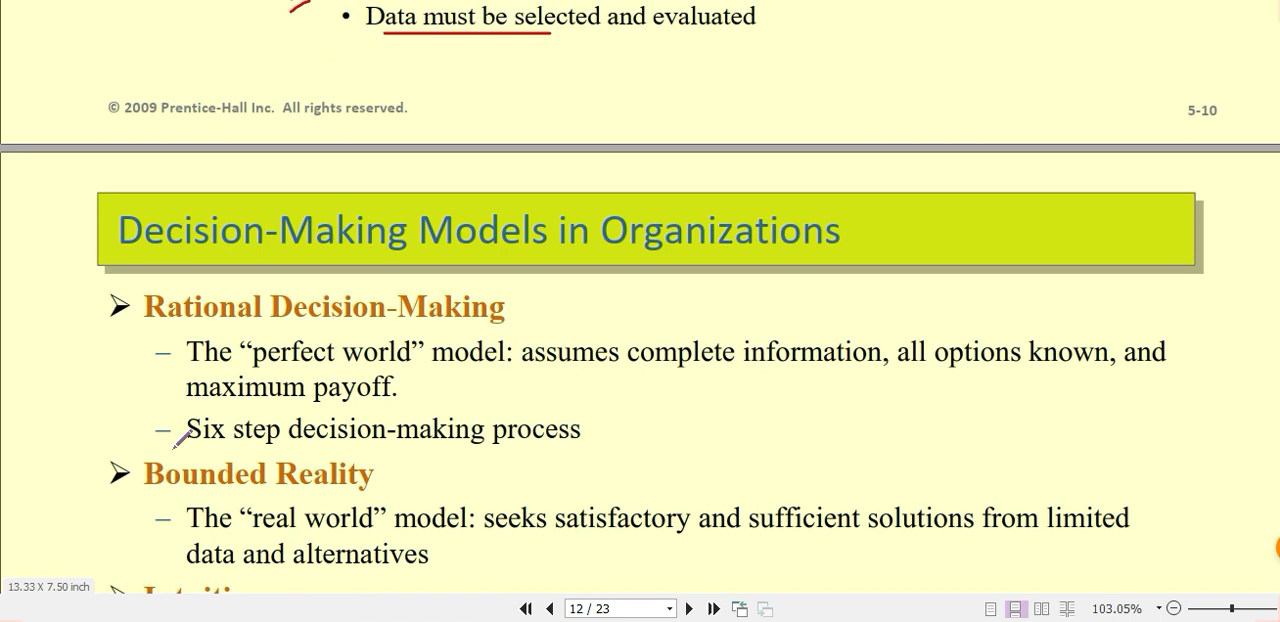 • Data must be selected and evaluated
© 2009 Prentice-Hall Inc. All rights reserved.
5-10
Decision-Making Models in Organizations
➢ Rational Decision-Making
– The “perfect world” model: assumes complete information, all options known, and
maximum payoff.
– Six step decision-making process
➢ Bounded Reality
– The “real world” model: seeks satisfactory and sufficient solutions from limited
data and alternatives
13.33 X 7.50 inch
12 / 23
103.05%